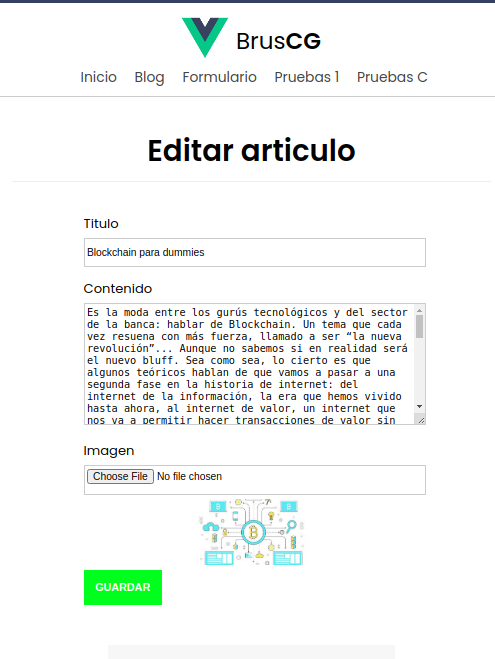 BrusCG
Inicio Blog Formulario Pruebas 1 Pruebas C
Editar articulo
Titulo
Blockchain para dummies
Contenido
Es la moda entre los gurús tecnológicos y del sector
de la banca: hablar de Blockchain. Un tema que cada
vez resuena con más fuerza, llamado a ser “la nueva
revolución”... Aunque no sabemos si en realidad será
el nuevo bluff. Sea como sea, lo cierto es que
algunos teóricos hablan de que vamos a pasar a una
segunda fase en la historia de internet: del
internet de la información, la era que hemos vivido
hasta ahora, al internet de valor, un internet que
nos va a permitir hacer transacciones de valor sin
Imagen
Choose File No file chosen
GUARDAR